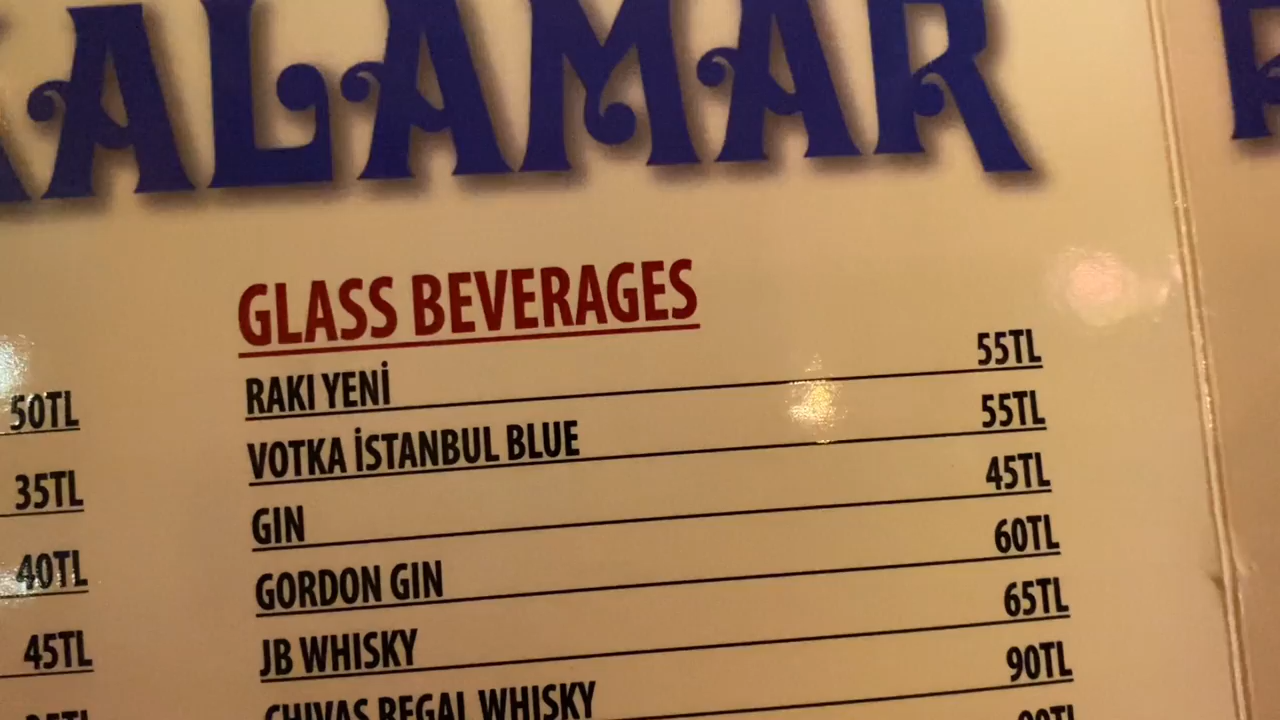 KALAMAR
GLASS BEVERAGES
RAKI YENİ 55TL
VOTKA İSTANBUL BLUE 55TL
GIN 45TL
GORDON GIN 60TL
JB WHISKY 65TL
CHIVAS REGAL WHISKY 90TL
50TL
35TL
40TL
45TL